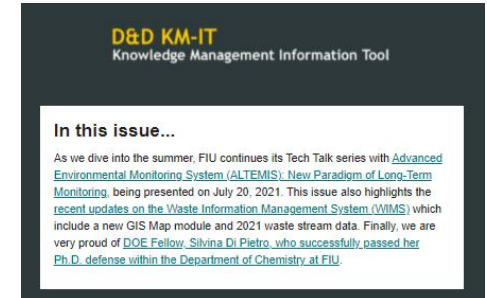 D&D KM-IT
Knowledge Management Information Tool
In this issue...
As we dive into the summer, FIU continues its Tech Talk series with Advanced
Environmental Monitoring System (ALTEMIS): New Paradigm of Long-Term
Monitoring, being presented on July 20, 2021. This issue also highlights the
recent updates on the Waste Information Management System (WIMS) which
include a new GIS Map module and 2021 waste stream data. Finally, we are
very proud of DOE Fellow, Silvina Di Pietro, who successfully passed her
Ph.D. defense within the Department of Chemistry at FIU.